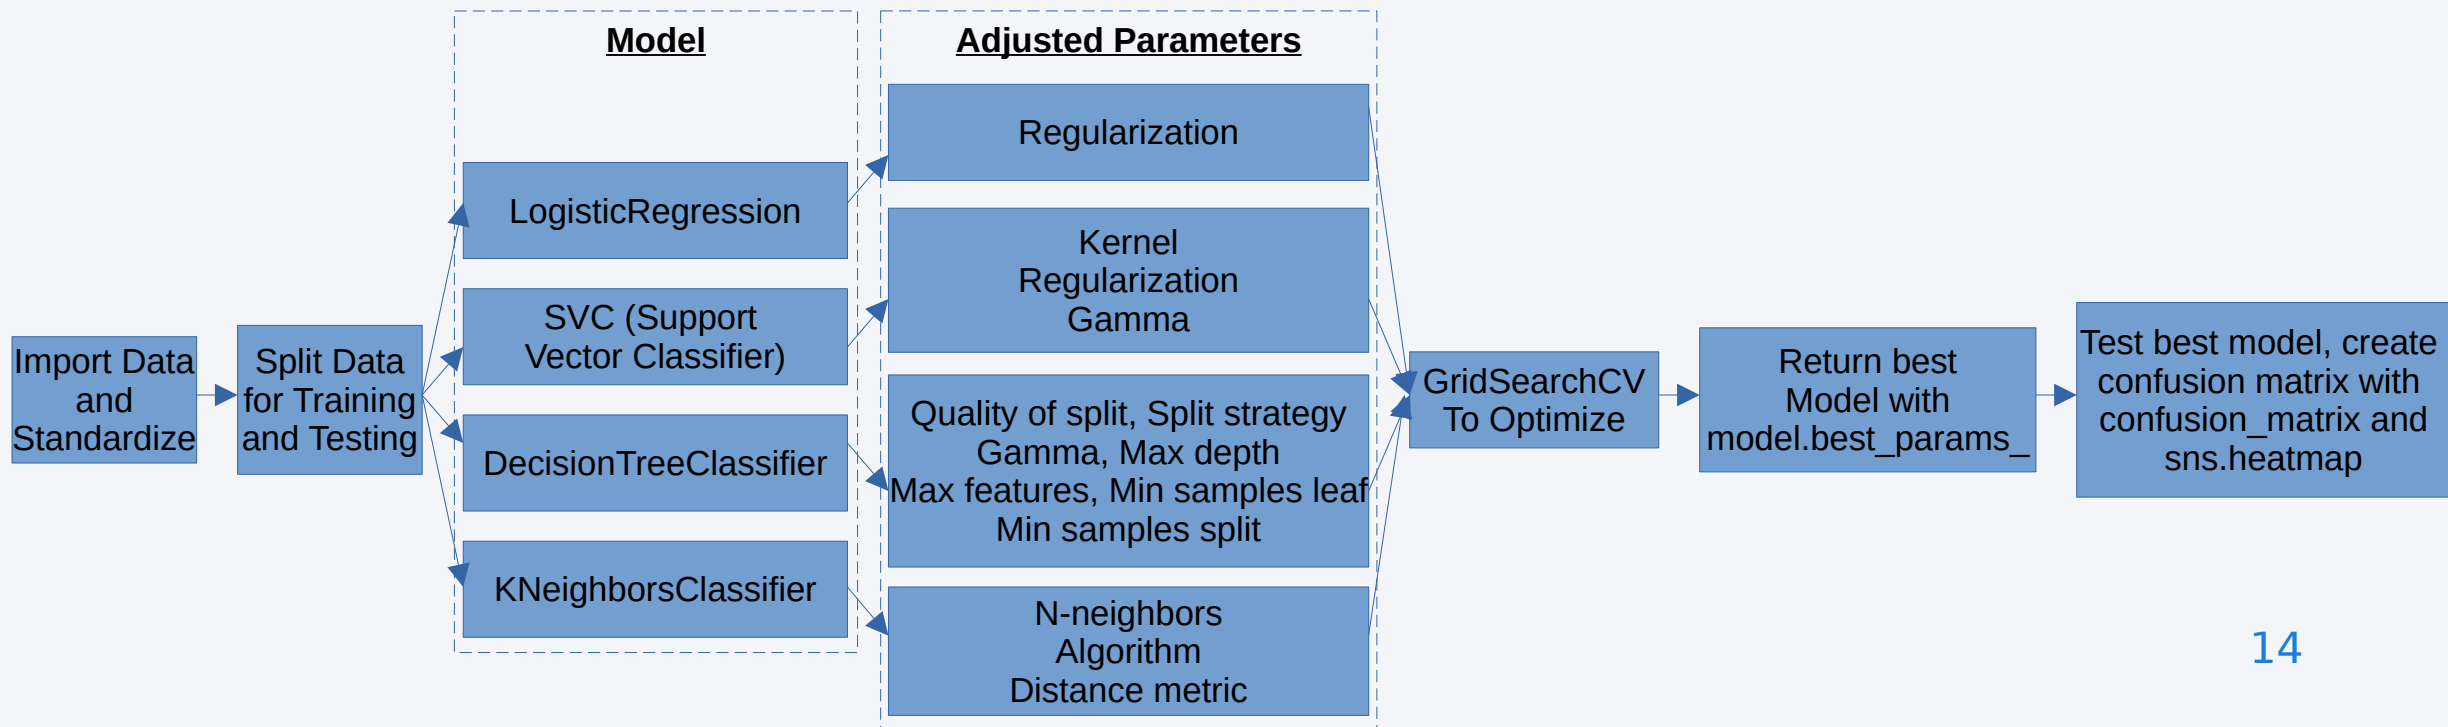 Import Data
and
Standardize
Split Data
for Training
and Testing
Model
LogisticRegression
SVC (Support
Vector Classifier)
DecisionTreeClassifier
KNeighborsClassifier
Adjusted Parameters
Regularization
Kernel
Regularization
Gamma
Quality of split, Split strategy
Gamma, Max depth
Max features, Min samples leaf
Min samples split
N-neighbors
Algorithm
Distance metric
GridSearchCV
To Optimize
Return best
Model with
model.best_params_
Test best model, create
confusion matrix with
confusion_matrix and
sns.heatmap
14